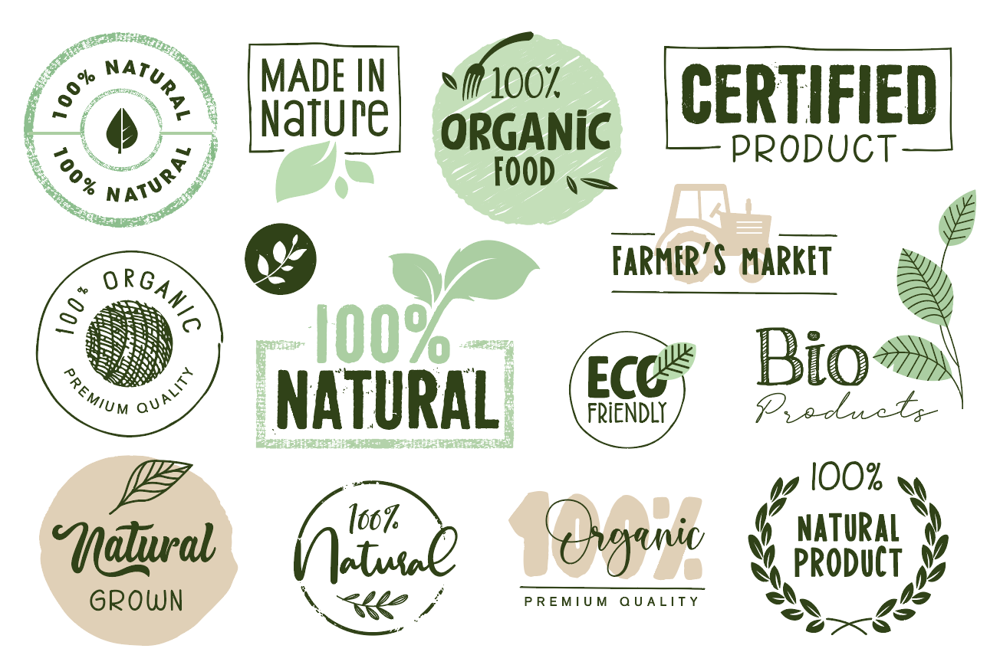 100% NATURAL
100% NATURAL
MADE IN
Nature
100%
ORGANiC
FOOD
CERTIFIED
PRODUCT
FARMER'S MARKET
100% ORGANIC
PREMIUM QUALITY
100%
NATURAL
ECO
FRiENDLY
Bio
Products
Natural
GROWN
100%
Natural
100%
Organic
PREMIUM QUALITY
100%
NATURAL
PRODUCT